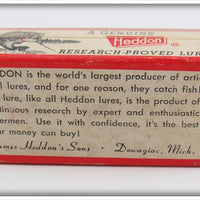 A GENUINE
Heddon
RESEARCH-PROVED LURE
DON is the world's largest producer of arti-
l lures, and for one reason, they catch fish!
lure, like all Heddon lures, is the product of
tinuous research by expert and enthusiastic
ermen. Use it with confidence, it's the best
ur money can buy!
ames Heddon's Sons - Dowagiac, Mich.